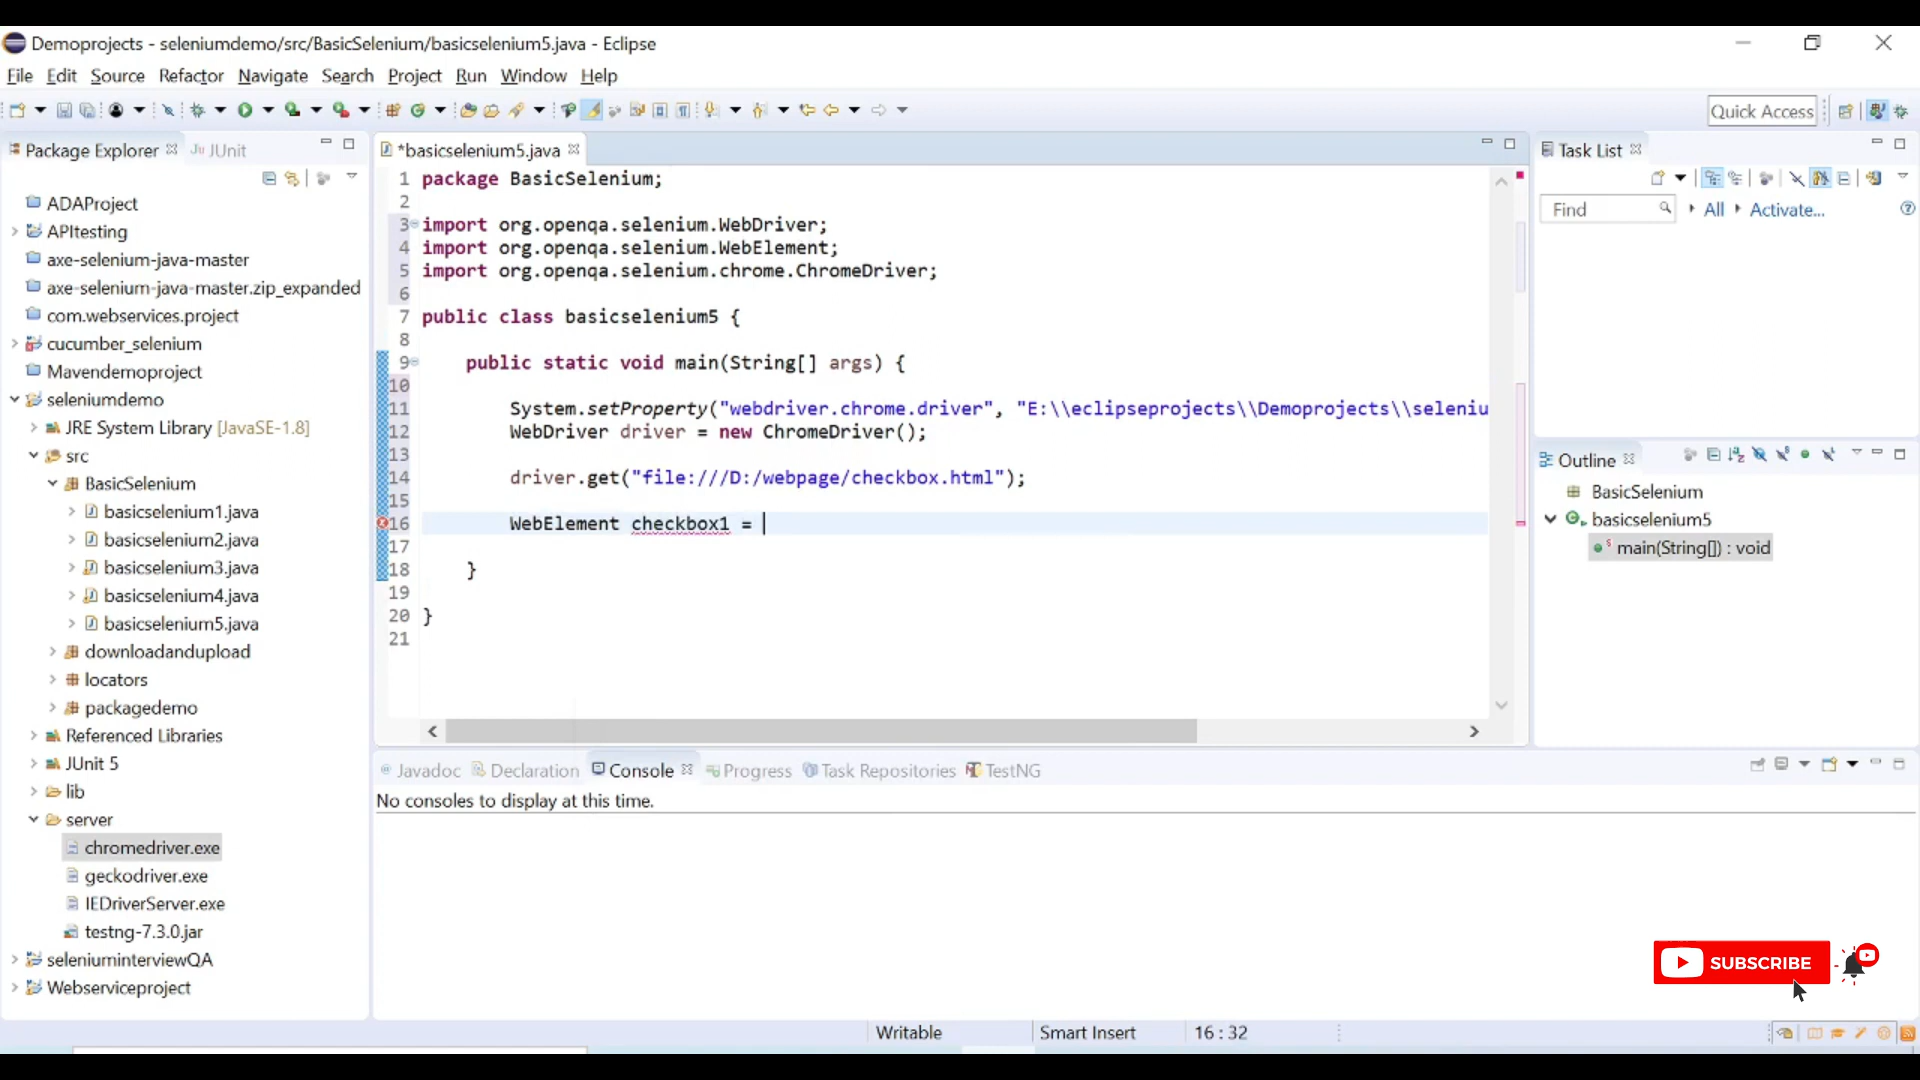 Demoprojects - seleniumdemo/src/BasicSelenium/basicselenium5.java - Eclipse
File Edit Source Refactor Navigate Search Project Run Window Help
Quick Access
Package Explorer
JUnit
ADAProject
APItesting
axe-selenium-java-master
axe-selenium-java-master.zip_expanded
com.webservices.project
cucumber_selenium
Mavendemoproject
seleniumdemo
JRE System Library [JavaSE-1.8]
src
BasicSelenium
basicselenium1.java
basicselenium2.java
basicselenium3.java
basicselenium4.java
basicselenium5.java
downloadandupload
locators
packagedemo
Referenced Libraries
JUnit 5
lib
server
chromedriver.exe
geckodriver.exe
IEDriverServer.exe
testng-7.3.0.jar
seleniuminterviewQA
Webserviceproject
*basicselenium5.java
1 package BasicSelenium;
2
3 import org.openqa.selenium.WebDriver;
4 import org.openqa.selenium.WebElement;
5 import org.openqa.selenium.chrome.ChromeDriver;
6
7 public class basicselenium5 {
8
9 public static void main(String[] args) {
10
11 System.setProperty("webdriver.chrome.driver", "E:\\eclipseprojects\\Demoprojects\\seleniu
12 WebDriver driver = new ChromeDriver();
13
14 driver.get("file:///D:/webpage/checkbox.html");
15
16 WebElement checkbox1 =
17
18 }
19
20 }
21
Task List
Find
All
Activate...
Outline
BasicSelenium
basicselenium5
main(String[]) : void
Javadoc Declaration Console Progress Task Repositories TestNG
No consoles to display at this time.
SUBSCRIBE
Writable
Smart Insert
16 : 32